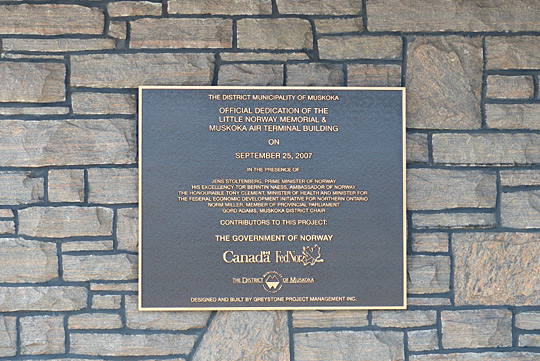 THE DISTRICT MUNICIPALITY OF MUSKOKA
OFFICIAL DEDICATION OF THE
LITTLE NORWAY MEMORIAL &
MUSKOKA AIR TERMINAL BUILDING
ON
SEPTEMBER 25, 2007
IN THE PRESENCE OF
JENS STOLTENBERG, PRIME MINISTER OF NORWAY
HIS EXCELLENCY, TOR BERNTIN NAESS, AMBASSADOR OF NORWAY
THE HONOURABLE TONY CLEMENT, MINISTER OF HEALTH AND MINISTER FOR
THE FEDERAL ECONOMIC DEVELOPMENT INITIATIVE FOR NORTHERN ONTARIO
NORM MILLER, MEMBER OF PROVINCIAL PARLIAMENT
GORD ADAMS, MUSKOKA DISTRICT CHAIR
CONTRIBUTORS TO THIS PROJECT:
THE GOVERNMENT OF NORWAY
Canada FedNor
THE DISTRICT OF MUSKOKA
DESIGNED AND BUILT BY GREYSTONE PROJECT MANAGEMENT INC.